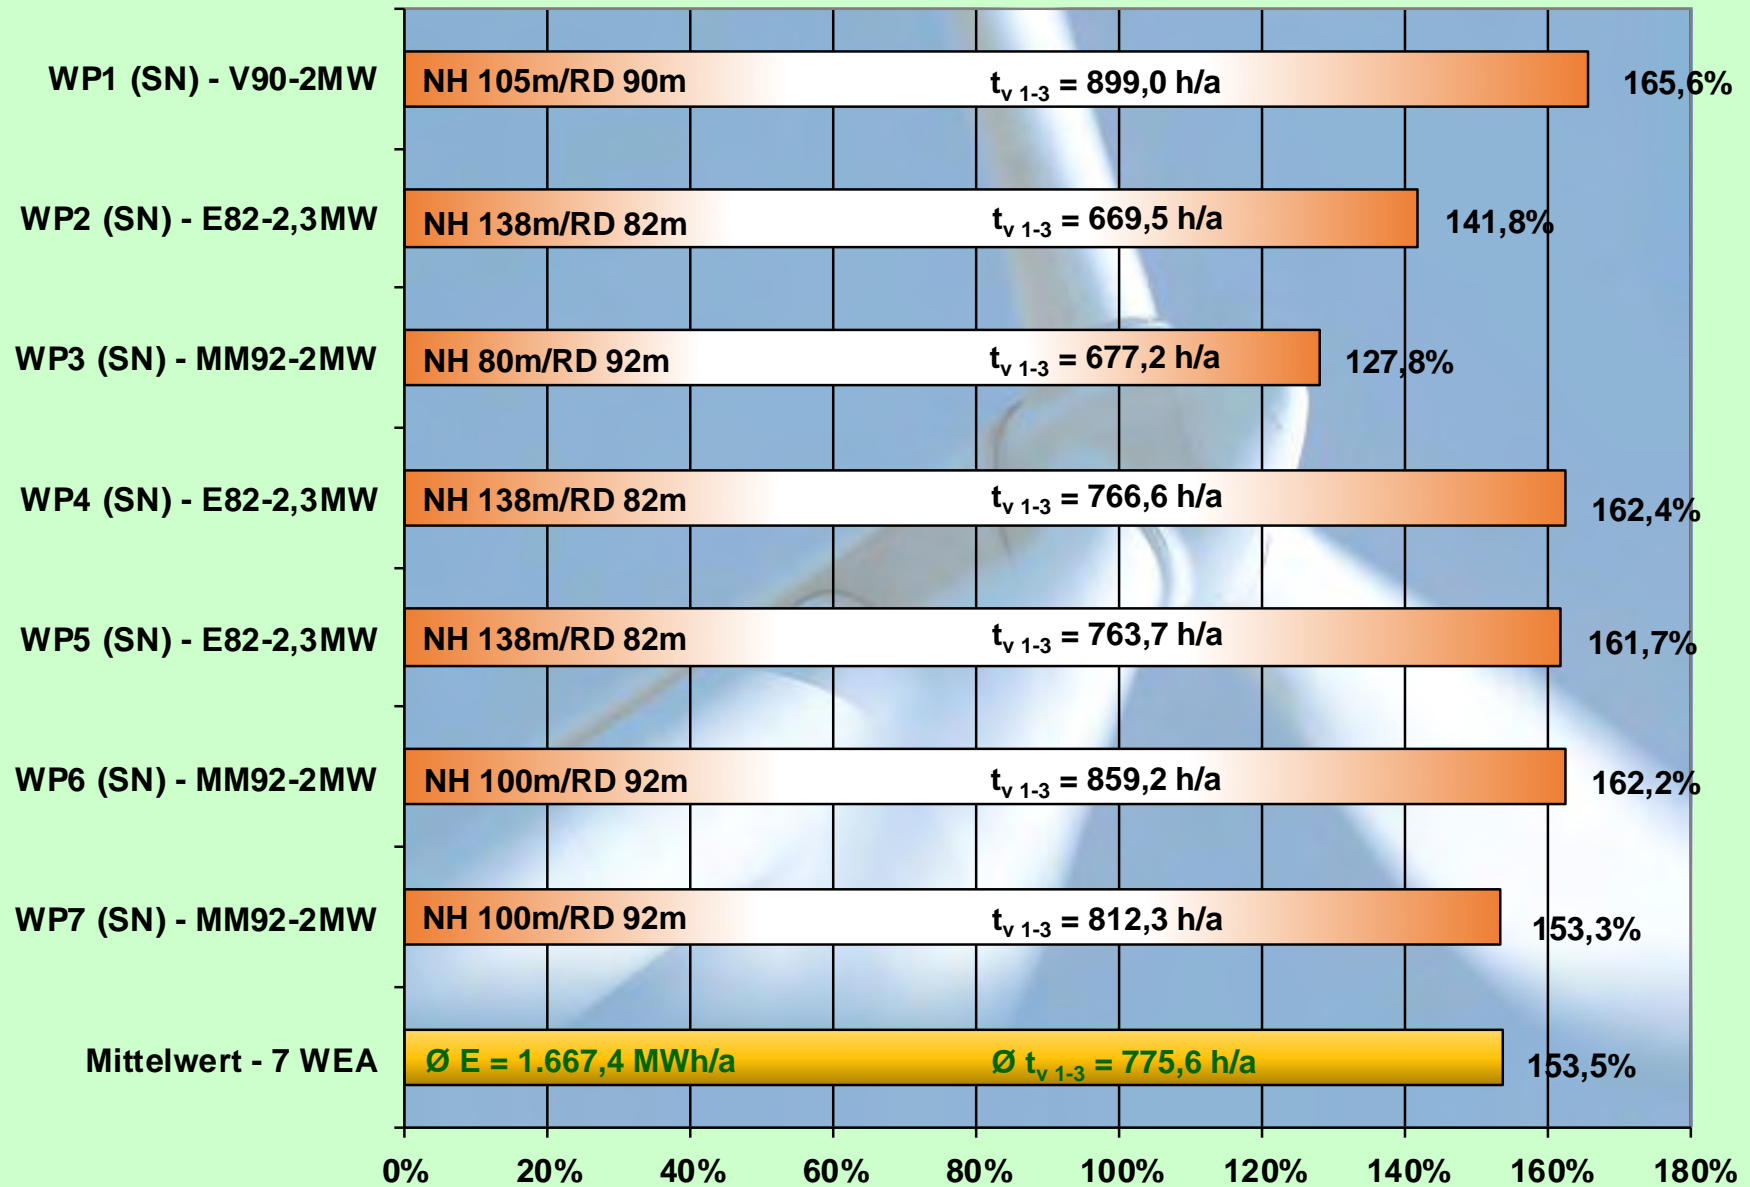 WP1 (SN) - V90-2MW NH 105m/RD 90m tv 1-3 = 899,0 h/a 165,6%
WP2 (SN) - E82-2,3MW NH 138m/RD 82m tv 1-3 = 669,5 h/a 141,8%
WP3 (SN) - MM92-2MW NH 80m/RD 92m tv 1-3 = 677,2 h/a 127,8%
WP4 (SN) - E82-2,3MW NH 138m/RD 82m tv 1-3 = 766,6 h/a 162,4%
WP5 (SN) - E82-2,3MW NH 138m/RD 82m tv 1-3 = 763,7 h/a 161,7%
WP6 (SN) - MM92-2MW NH 100m/RD 92m tv 1-3 = 859,2 h/a 162,2%
WP7 (SN) - MM92-2MW NH 100m/RD 92m tv 1-3 = 812,3 h/a 153,3%
Mittelwert - 7 WEA Ø E = 1.667,4 MWh/a Ø tv 1-3 = 775,6 h/a 153,5%
0% 20% 40% 60% 80% 100% 120% 140% 160% 180%